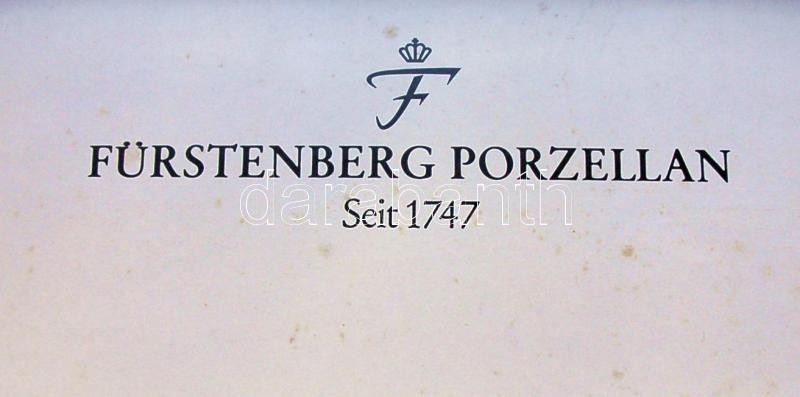 F
FÜRSTENBERG PORZELLAN
darabanth
Seit 1747